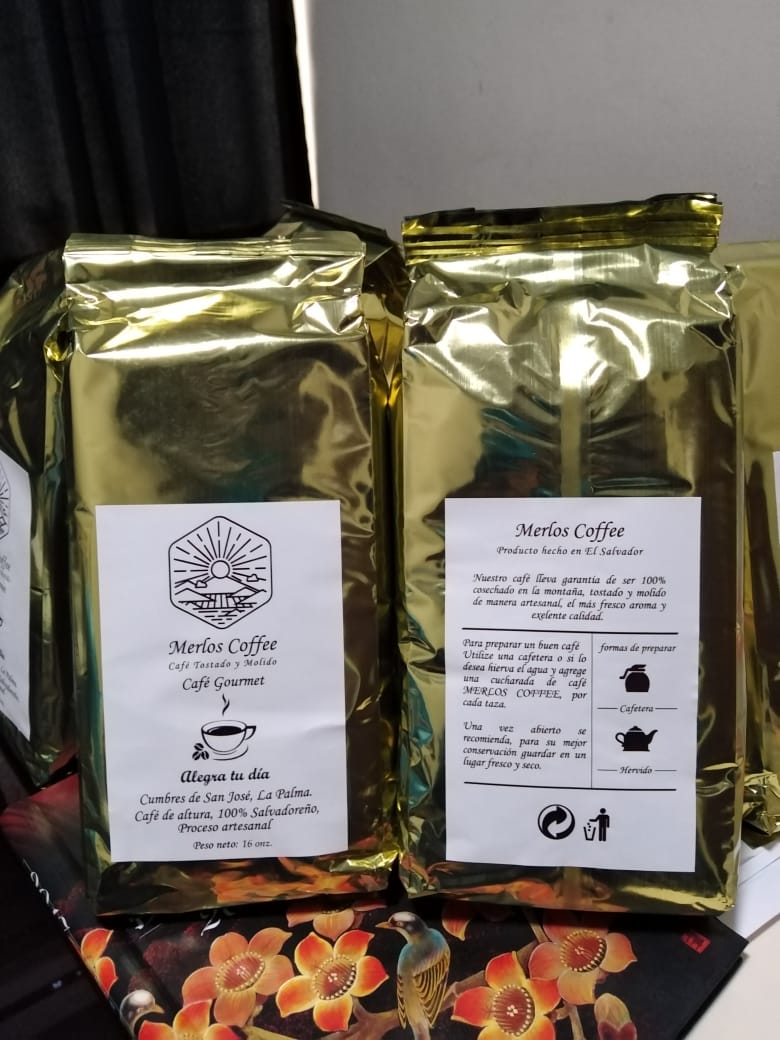 Merlos Coffee
Café Tostado y Molido
Café Gourmet
Alegra tu día
Cumbres de San José, La Palma.
Café de altura, 100% Salvadoreño,
Proceso artesanal
Peso neto: 16 onz.
Merlos Coffee
Producto hecho en El Salvador
Nuestro café lleva garantía de ser 100%
cosechado en la montaña, tostado y molido
de manera artesanal, el más fresco aroma y
exelente calidad.
Para preparar un buen café
Utilize una cafetera o si lo
desea hierva el agua y agrege
una cucharada de café
MERLOS COFFEE, por
cada taza.
Una vez abierto se
recomienda, para su mejor
conservación guardar en un
lugar fresco y seco.
formas de preparar
Cafetera
Hervido